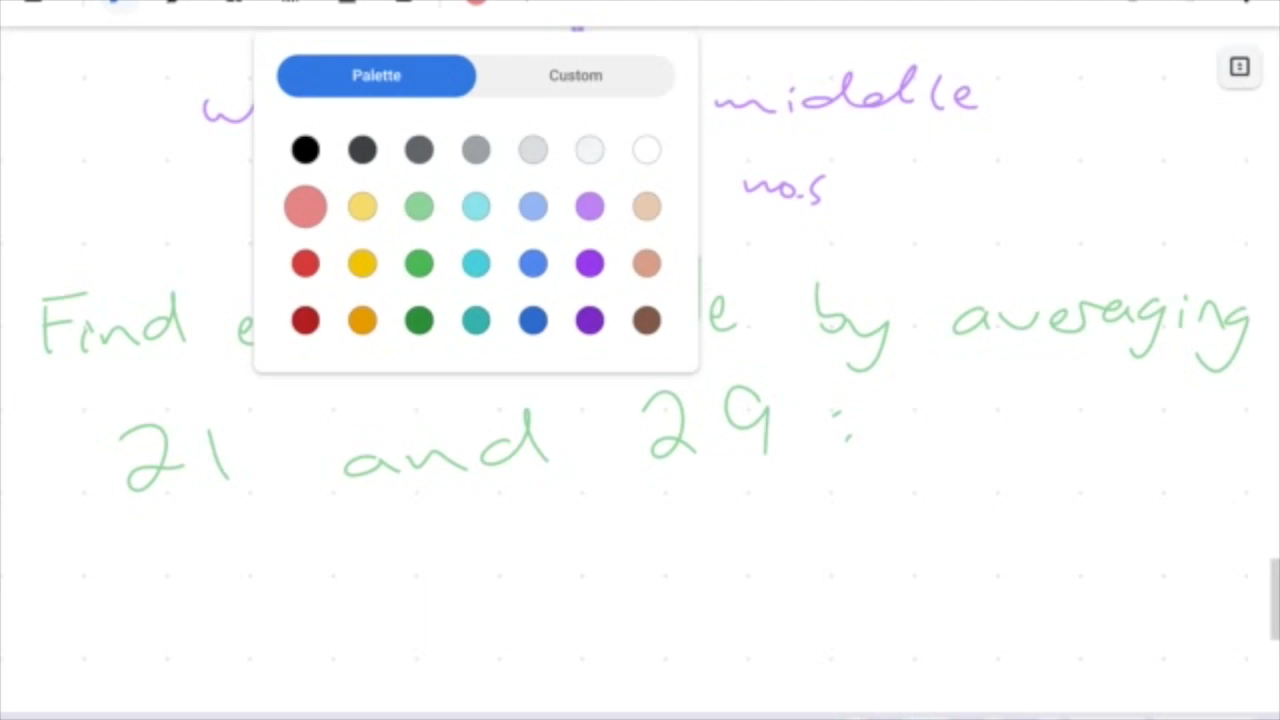 Palette Custom
w middle
no.s
Find e e by averaging
21 and 29 :